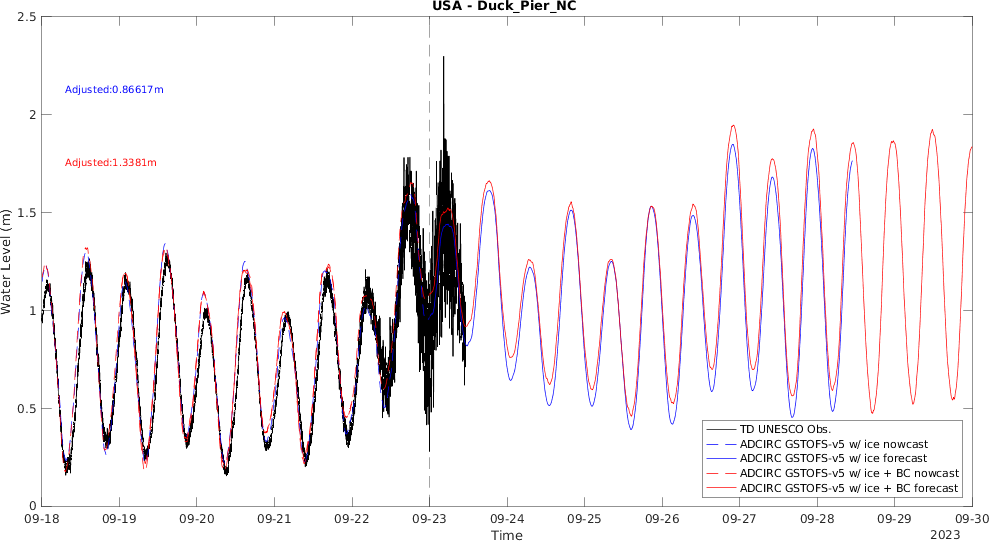 USA - Duck_Pier_NC
2.5
Adjusted:0.86617m
2
Adjusted:1.3381m
1.5
Water Level (m)
1
0.5
0
TD UNESCO Obs.
ADCIRC GSTOFS-v5 w/ ice nowcast
ADCIRC GSTOFS-v5 w/ ice forecast
ADCIRC GSTOFS-v5 w/ ice + BC nowcast
ADCIRC GSTOFS-v5 w/ ice + BC forecast
09-18 09-19 09-20 09-21 09-22 09-23 09-24 09-25 09-26 09-27 09-28 09-29 09-30
Time
2023